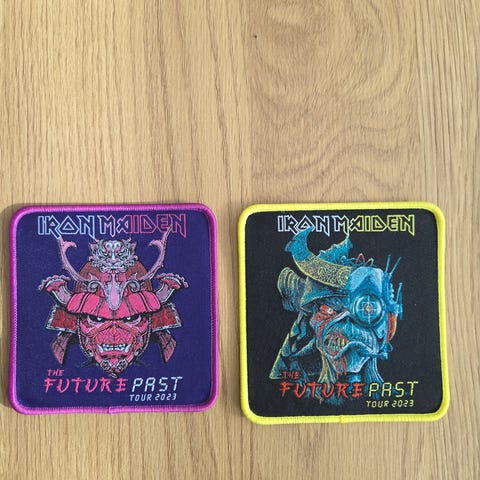 IRON MAIDEN
THE
FUTURE PAST
TOUR 2023
IRON MAIDEN
THE
FUTURE PAST
TOUR 2023